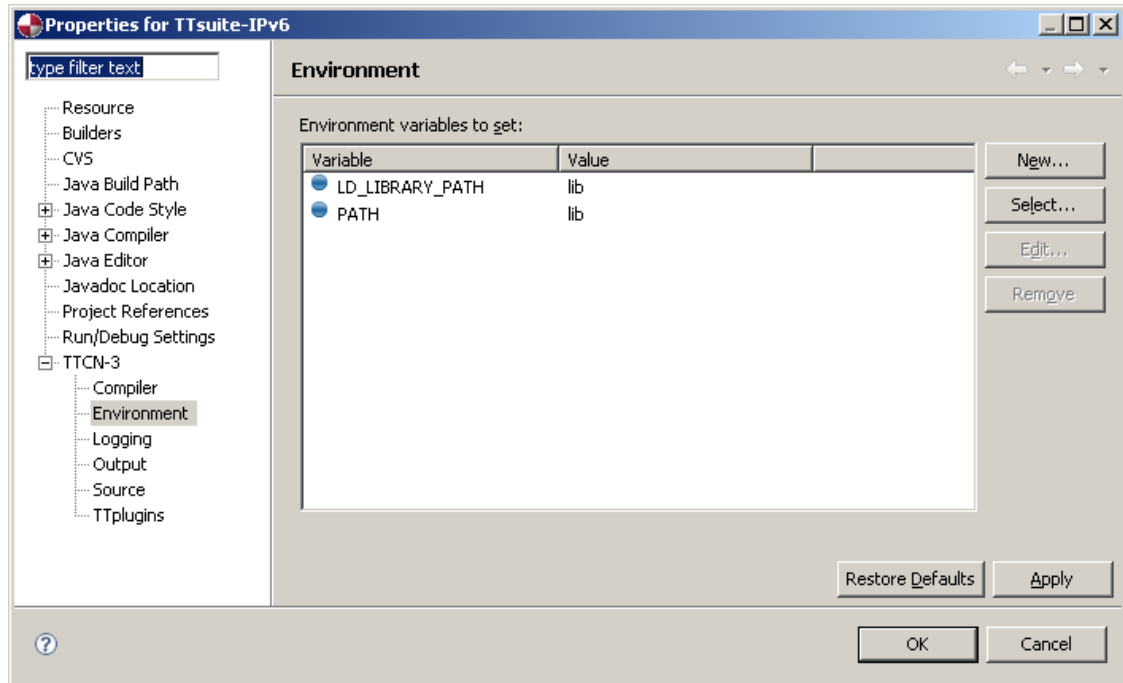 Properties for TTsuite-IPv6
type filter text
Environment
Resource
Builders
CVS
Java Build Path
Java Code Style
Java Compiler
Java Editor
Javadoc Location
Project References
Run/Debug Settings
TTCN-3
Compiler
Environment
Logging
Output
Source
TTplugins
Environment variables to set:
Variable Value
LD_LIBRARY_PATH lib
PATH lib
New...
Select...
Edit...
Remove
Restore Defaults Apply
? OK Cancel